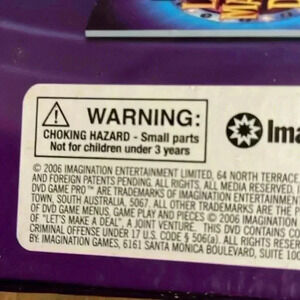 WARNING:
CHOKING HAZARD - Small parts
Not for children under 3 years
Ima
© 2006 IMAGINATION ENTERTAINMENT LIMITED, 64 NORTH TERRACE
AND FOREIGN PATENTS PENDING. ALL RIGHTS, ALL MEDIA RESERVED.
DVD GAME PRO™ ARE TRADEMARKS OF IMAGINATION ENTERTAINMEN
TOWN, SOUTH AUSTRALIA, 5067. ALL OTHER TRADEMARKS ARE THE
OF DVD GAME MENUS, GAME PLAY AND PIECES © 2006 IMAGINATION
OF "LET'S MAKE A DEAL", A JOINT VENTURE. THIS DVD CONTAINS CO
CRIMINAL OFFENSE UNDER 17 U.S. CODE § 506(a). ALL RIGHTS RESER
BY: IMAGINATION GAMES, 6161 SANTA MONICA BOULEVARD, SUITE 100